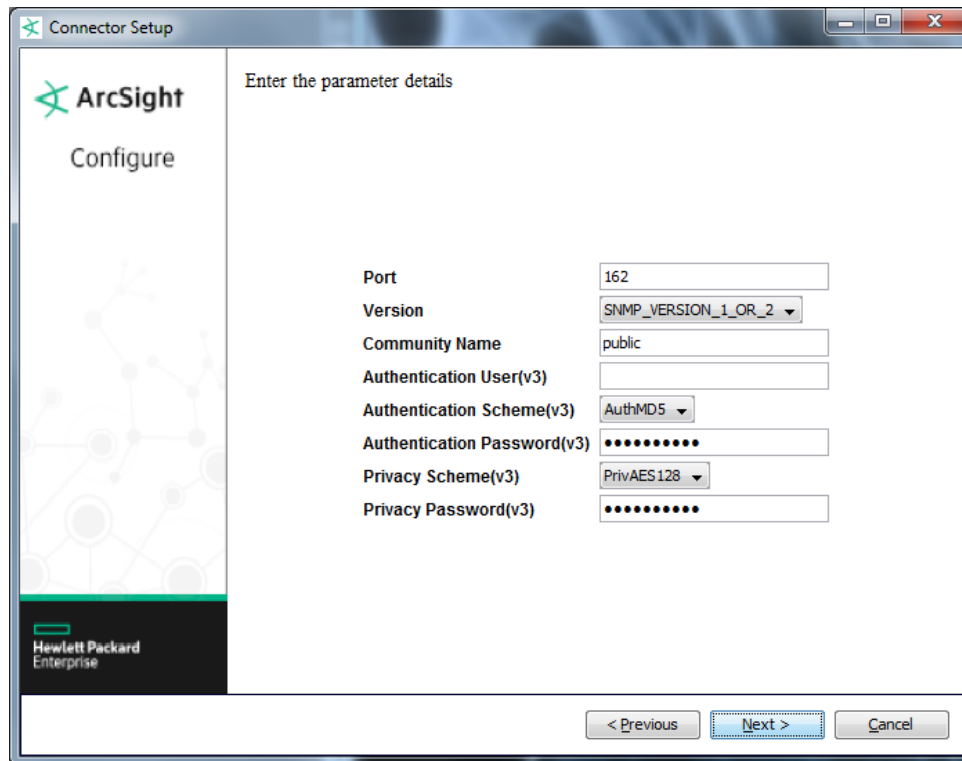 Connector Setup
ArcSight
Configure
Enter the parameter details
Port 162
Version SNMP_VERSION_1_OR_2
Community Name public
Authentication User(v3)
Authentication Scheme(v3) AuthMD5
Authentication Password(v3) ••••••••••
Privacy Scheme(v3) PrivAES128
Privacy Password(v3) ••••••••••
Hewlett Packard
Enterprise
< Previous Next > Cancel